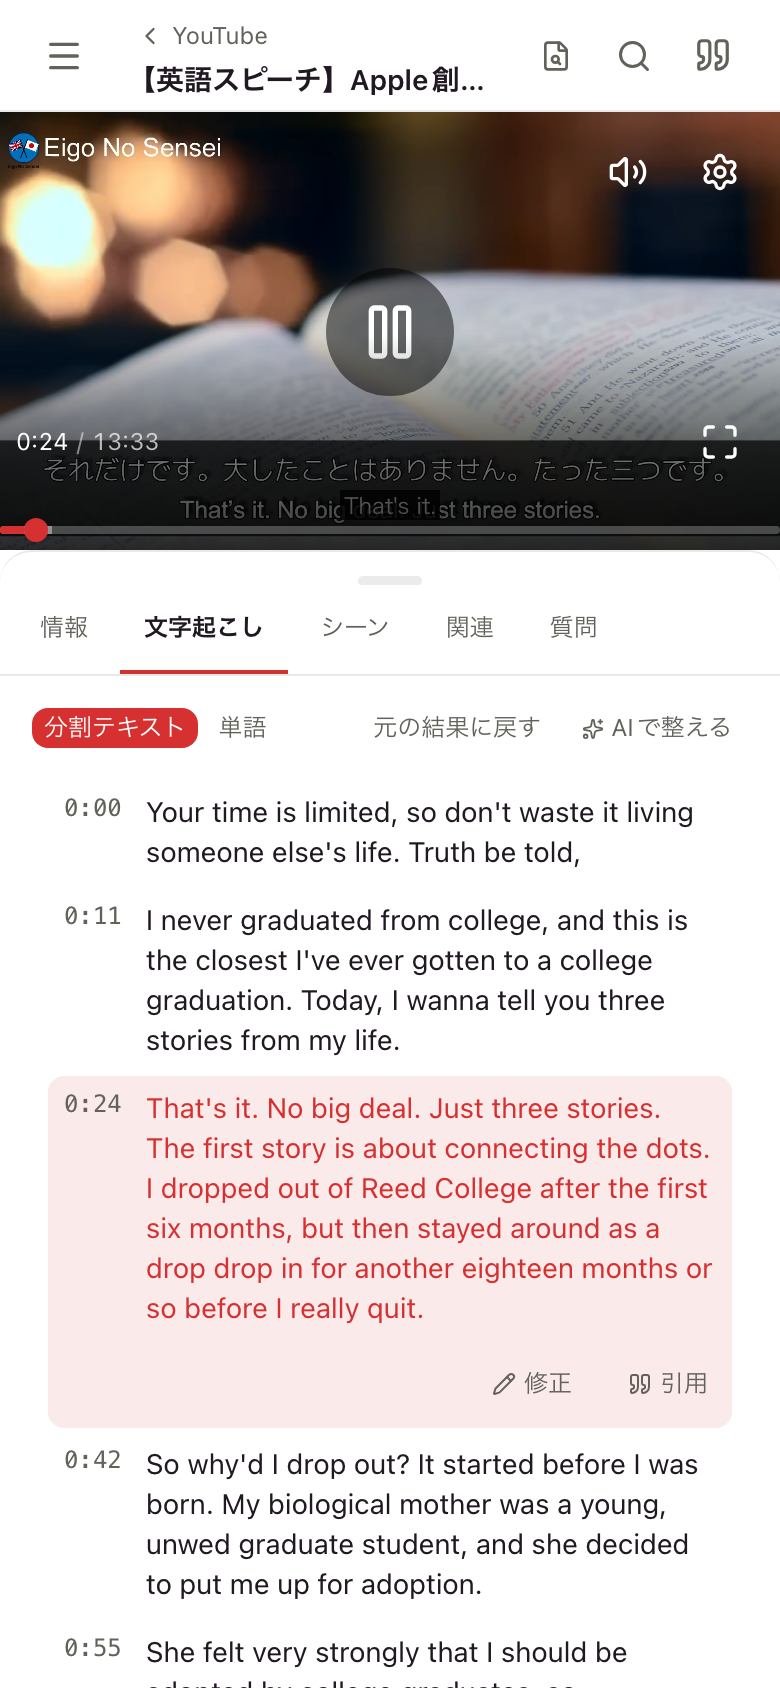 YouTube
【英語スピーチ】Apple創...
Eigo No Sensei
0:24 / 13:33
それだけです。大したことはありません。たった三つです。
That's it. No big
That's it.
st three stories.
情報
文字起こし
シーン
関連
質問
分割テキスト
単語
元の結果に戻す
AIで整える
0:00
Your time is limited, so don't waste it living
someone else's life. Truth be told,
0:11
I never graduated from college, and this is
the closest I've ever gotten to a college
graduation. Today, I wanna tell you three
stories from my life.
0:24
That's it. No big deal. Just three stories.
The first story is about connecting the dots.
I dropped out of Reed College after the first
six months, but then stayed around as a
drop drop in for another eighteen months or
so before I really quit.
修正
引用
0:42
So why'd I drop out? It started before I was
born. My biological mother was a young,
unwed graduate student, and she decided
to put me up for adoption.
0:55
She felt very strongly that I should be